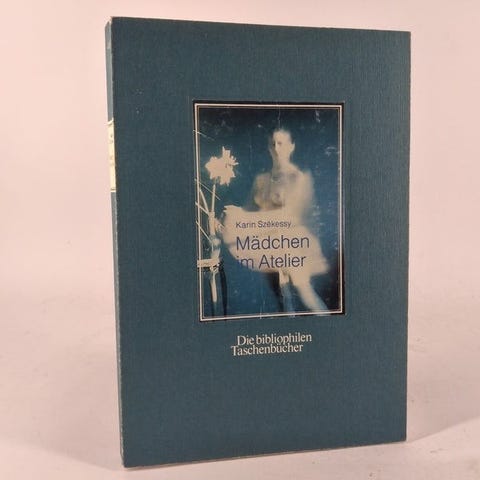 Karin Székessy
Mädchen
im Atelier
Die bibliophilen
Taschenbücher